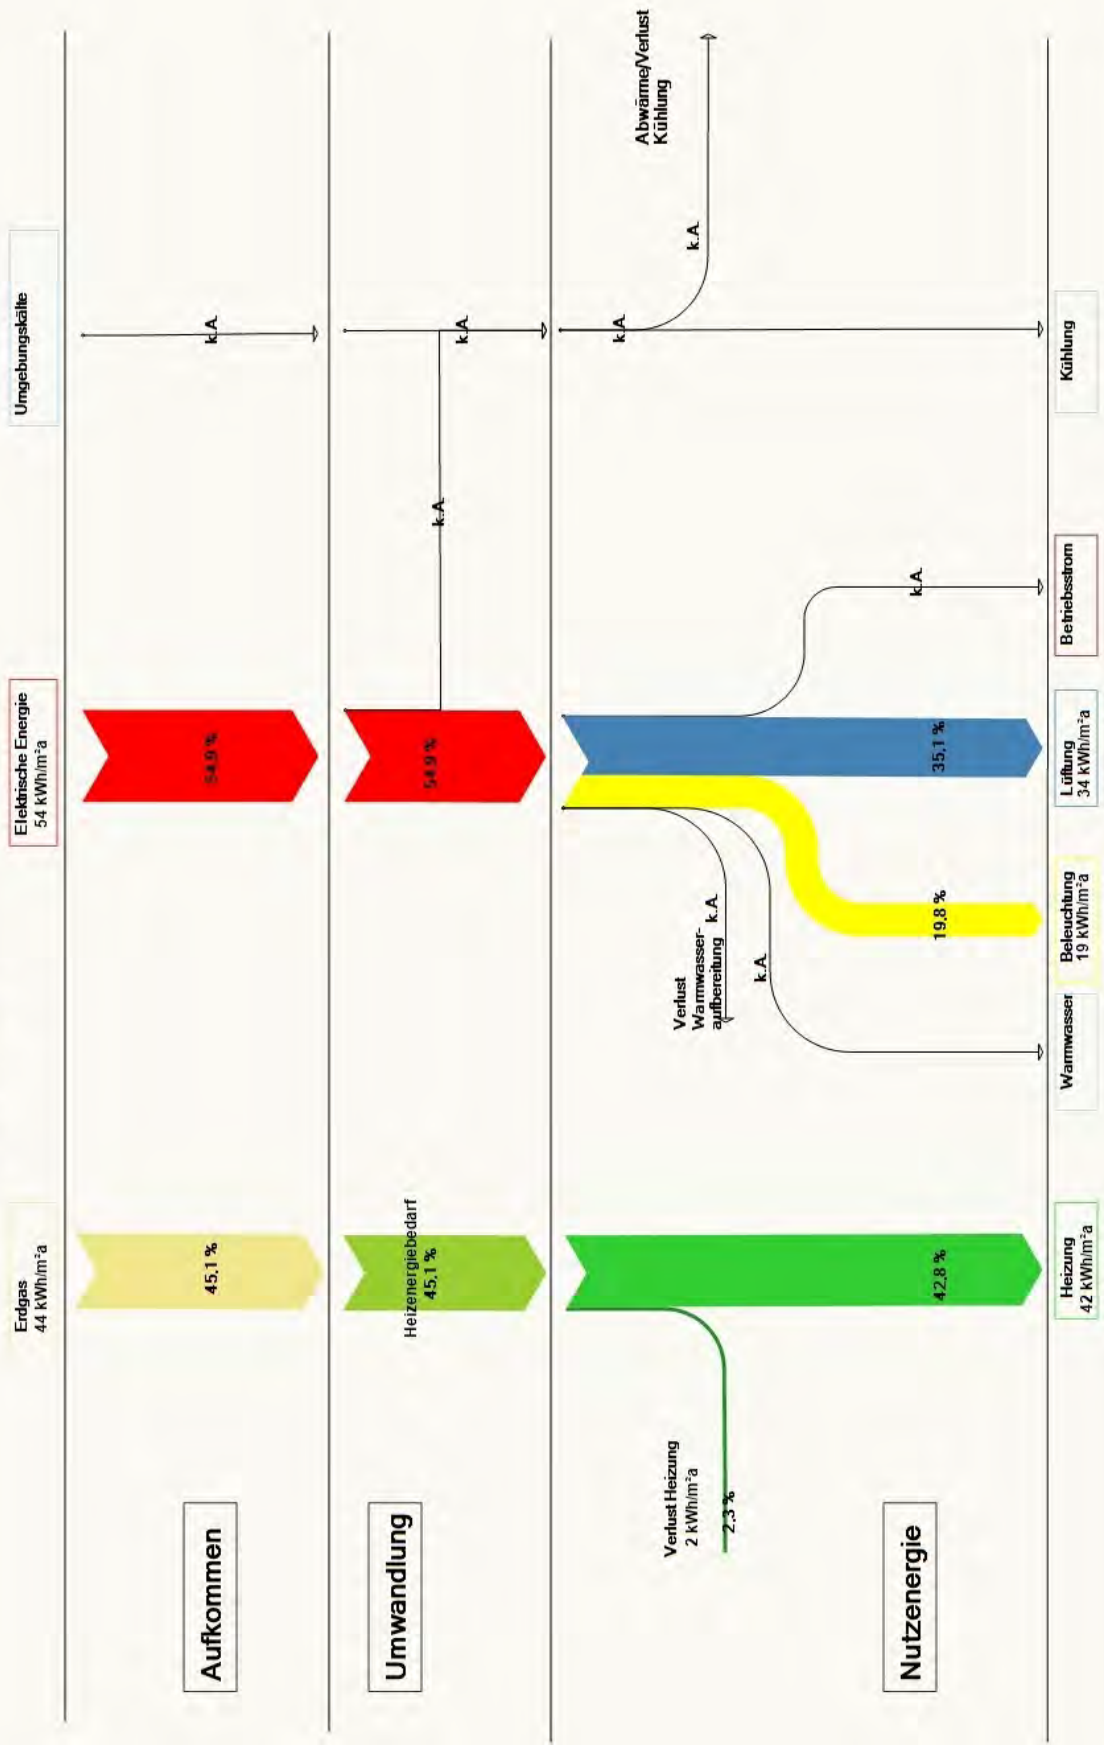 Aufkommen
Erdgas
44 kWh/m²a
Elektrische Energie
54 kWh/m²a
Umgebungskälte
45,1 %
54,9 %
k.A.
Umwandlung
Heizenergiebedarf
45,1 %
54,9 %
k.A.
k.A.
Nutzenergie
Verlust Heizung
2 kWh/m²a
2,3 %
Verlust
Warmwasser-
aufbereitung
k.A.
k.A.
k.A.
k.A.
Abwärme/Verlust
Kühlung
k.A.
42,8 %
19,8 %
35,1 %
Heizung
42 kWh/m²a
Warmwasser
Beleuchtung
19 kWh/m²a
Lüftung
34 kWh/m²a
Betriebsstrom
Kühlung